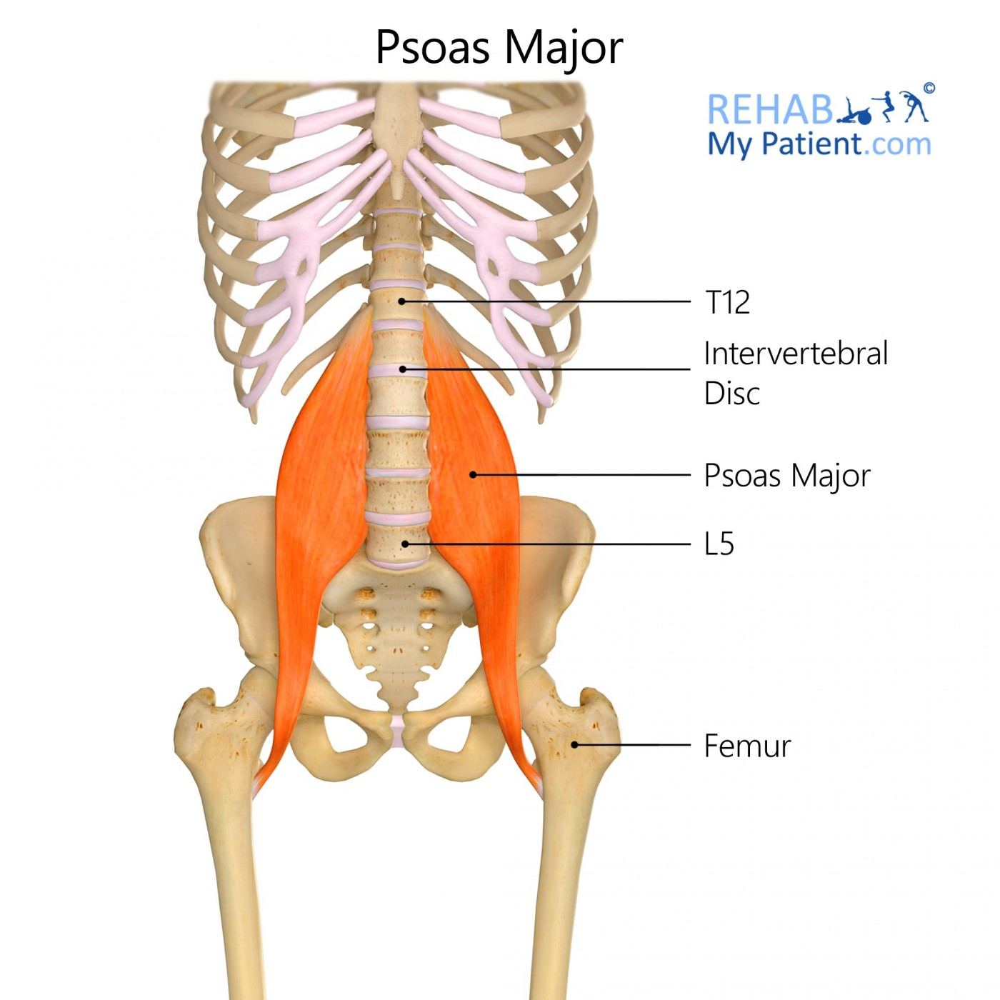 Psoas Major
REHAB ©
My Patient.com
T12
Intervertebral
Disc
Psoas Major
L5
Femur